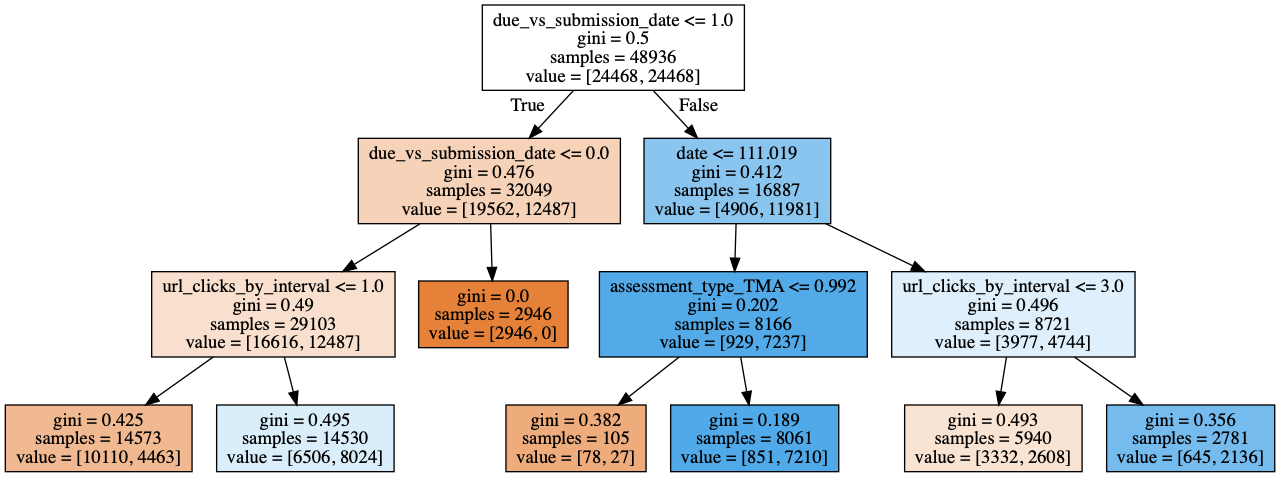 due_vs_submission_date <= 1.0
gini = 0.5
samples = 48936
value = [24468, 24468]
True
False
due_vs_submission_date <= 0.0
gini = 0.476
samples = 32049
value = [19562, 12487]
date <= 111.019
gini = 0.412
samples = 16887
value = [4906, 11981]
url_clicks_by_interval <= 1.0
gini = 0.49
samples = 29103
value = [16616, 12487]
gini = 0.0
samples = 2946
value = [2946, 0]
assessment_type_TMA <= 0.992
gini = 0.202
samples = 8166
value = [929, 7237]
url_clicks_by_interval <= 3.0
gini = 0.496
samples = 8721
value = [3977, 4744]
gini = 0.425
samples = 14573
value = [10110, 4463]
gini = 0.495
samples = 14530
value = [6506, 8024]
gini = 0.382
samples = 105
value = [78, 27]
gini = 0.189
samples = 8061
value = [851, 7210]
gini = 0.493
samples = 5940
value = [3332, 2608]
gini = 0.356
samples = 2781
value = [645, 2136]